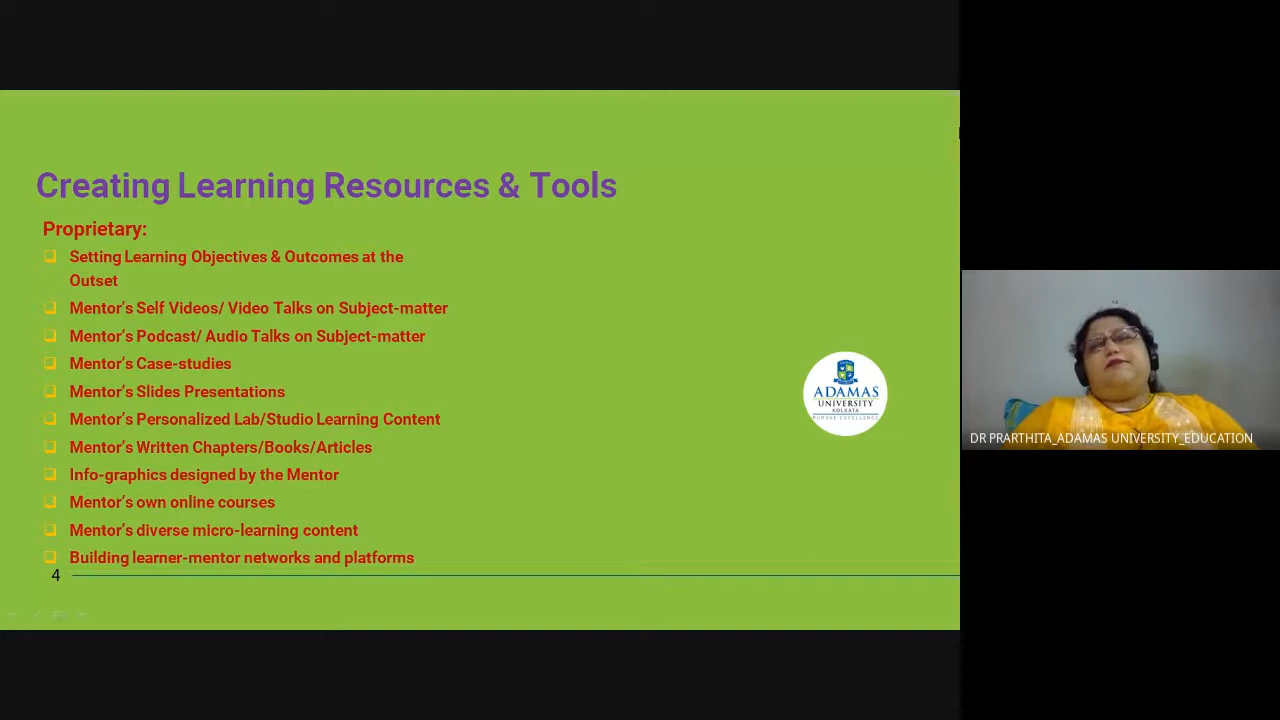 Creating Learning Resources & Tools
Proprietary:
Setting Learning Objectives & Outcomes at the
Outset
Mentor's Self Videos/ Video Talks on Subject-matter
Mentor's Podcast/ Audio Talks on Subject-matter
Mentor's Case-studies
Mentor's Slides Presentations
Mentor's Personalized Lab/Studio Learning Content
Mentor's Written Chapters/Books/Articles
Info-graphics designed by the Mentor
Mentor's own online courses
Mentor's diverse micro-learning content
Building learner-mentor networks and platforms
4
ADAMAS
UNIVERSITY
KOLKATA
PURSUE EXCELLENCE
DR PRARTHITA_ADAMAS UNIVERSITY_EDUCATION